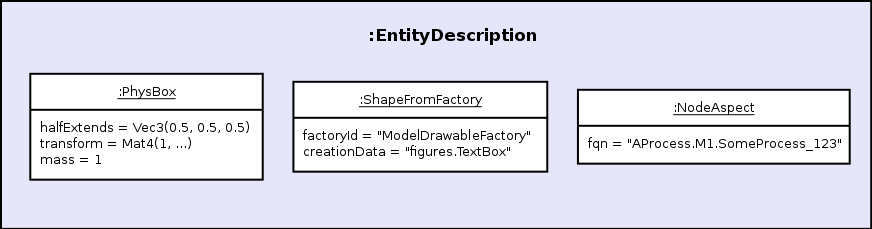 :EntityDescription
:PhysBox
halfExtends = Vec3(0.5, 0.5, 0.5)
transform = Mat4(1, ...)
mass = 1
:ShapeFromFactory
factoryId = "ModelDrawableFactory"
creationData = "figures.TextBox"
:NodeAspect
fqn = "AProcess.M1.SomeProcess_123"